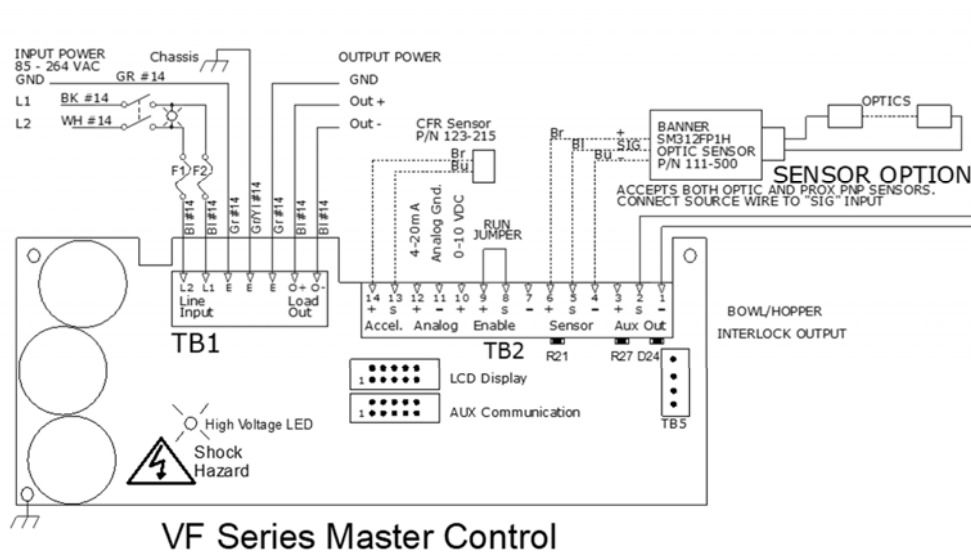 INPUT POWER
85 - 264 VAC
GND
GR #14
L1
BK #14
L2
WH #14
Chassis
OUTPUT POWER
GND
Out +
Out -
F1
F2
Bl#14
Bl#14
Gr#14
Gr/Yl #14
Gr #14
Bl#14
Bl#14
CFR Sensor
P/N 123-215
Br
Bu
4-20m A
Analog Gnd.
0-10 VDC
RUN
JUMPER
Br
+
Bl
SIG
Bu
-
BANNER
SM312FP1H
OPTIC SENSOR
P/N 111-500
OPTICS
SENSOR OPTION
ACCEPTS BOTH OPTIC AND PROX PNP SENSORS.
CONNECT SOURCE WIRE TO "SIG" INPUT
L2 L1 E E E O+ O-
Line
Input
Load
Out
TB1
14 13 12 11 10 9 8 7 6 5 4 3 2 1
+ S + - + + S - + S - + S -
Accel. Analog Enable Sensor Aux Out
TB2
R21
R27
D24
BOWL/HOPPER
INTERLOCK OUTPUT
1
LCD Display
1
AUX Communication
TB5
High Voltage LED
Shock
Hazard
VF Series Master Control